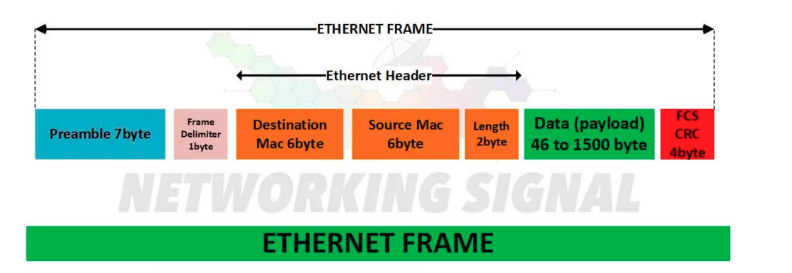 ETHERNET FRAME
Ethernet Header
Preamble 7byte
Frame
Delimiter
1byte
Destination
Mac 6byte
Source Mac
6byte
Length
2byte
Data (payload)
46 to 1500 byte
FCS
CRC
4byte
NETWORKING SIGNAL
ETHERNET FRAME